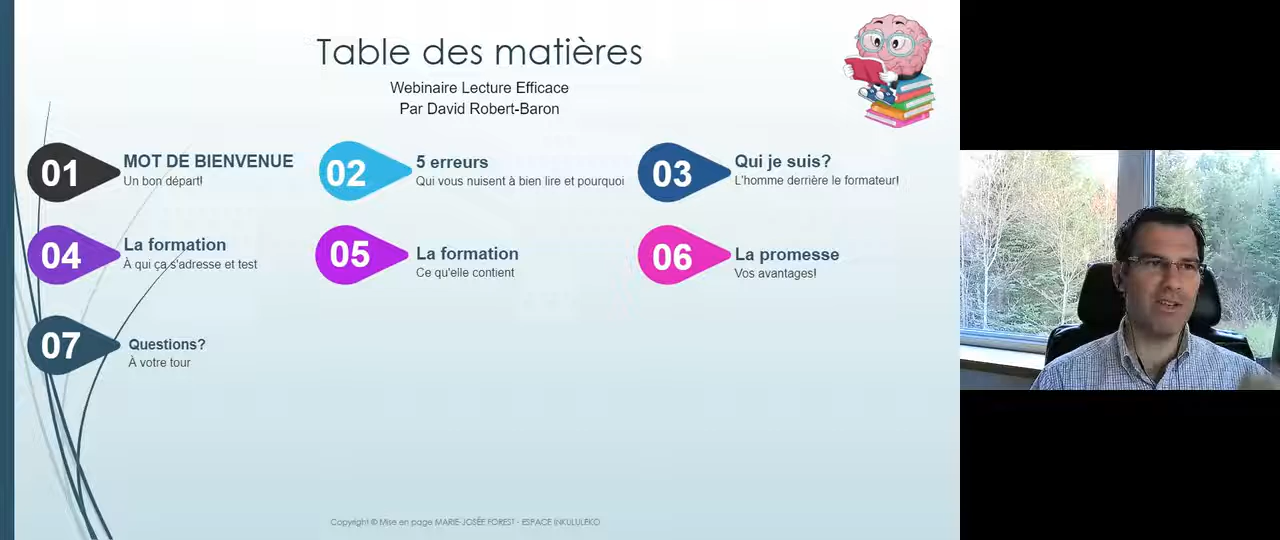 Table des matières
Webinaire Lecture Efficace
Par David Robert-Baron
01
MOT DE BIENVENUE
Un bon départ!
02
5 erreurs
Qui vous nuisent à bien lire et pourquoi
03
Qui je suis?
L'homme derrière le formateur!
04
La formation
À qui ça s'adresse et test
05
La formation
Ce qu'elle contient
06
La promesse
Vos avantages!
07
Questions?
À votre tour
Copyright © Mise en page MARIE-JOSÉE FOREST - ESPACE INKULULEKO